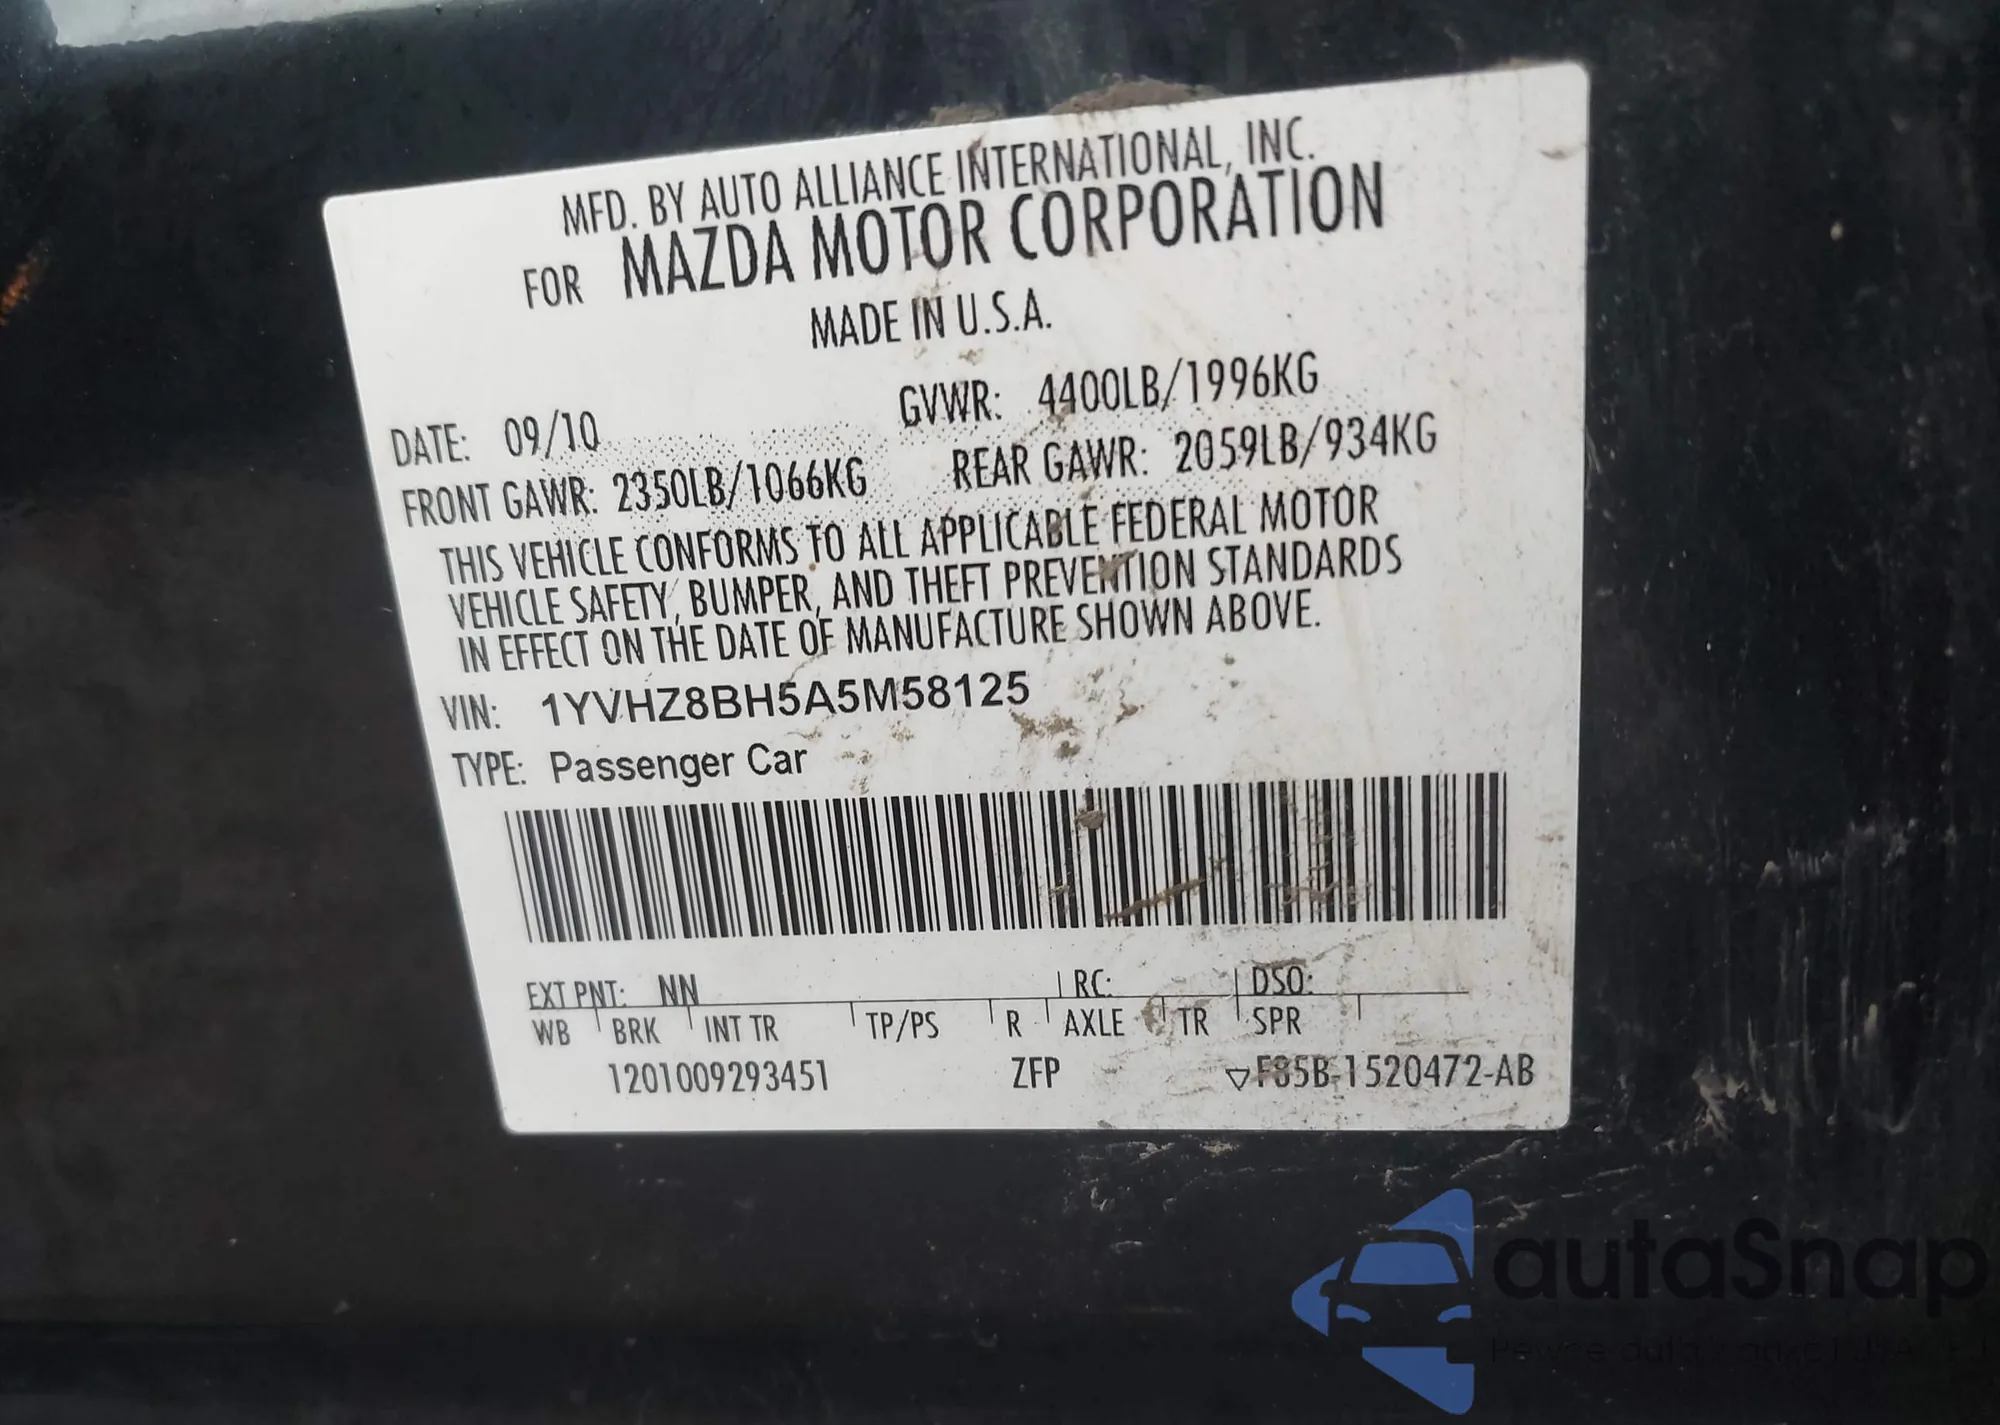 MFD. BY AUTO ALLIANCE INTERNATIONAL, INC.
FOR MAZDA MOTOR CORPORATION
MADE IN U.S.A.
DATE: 09/10 GVWR: 4400LB/1996KG
FRONT GAWR: 2350LB/1066KG REAR GAWR: 2059LB/934KG
THIS VEHICLE CONFORMS TO ALL APPLICABLE FEDERAL MOTOR
VEHICLE SAFETY, BUMPER, AND THEFT PREVENTION STANDARDS
IN EFFECT ON THE DATE OF MANUFACTURE SHOWN ABOVE.
VIN: 1YVHZ8BH5A5M58125
TYPE: Passenger Car
EXT PNT: NN RC: DSO:
WB BRK INT TR TP/PS R AXLE TR SPR
1201009293451 ZFP F85B-1520472-AB
autaSnap